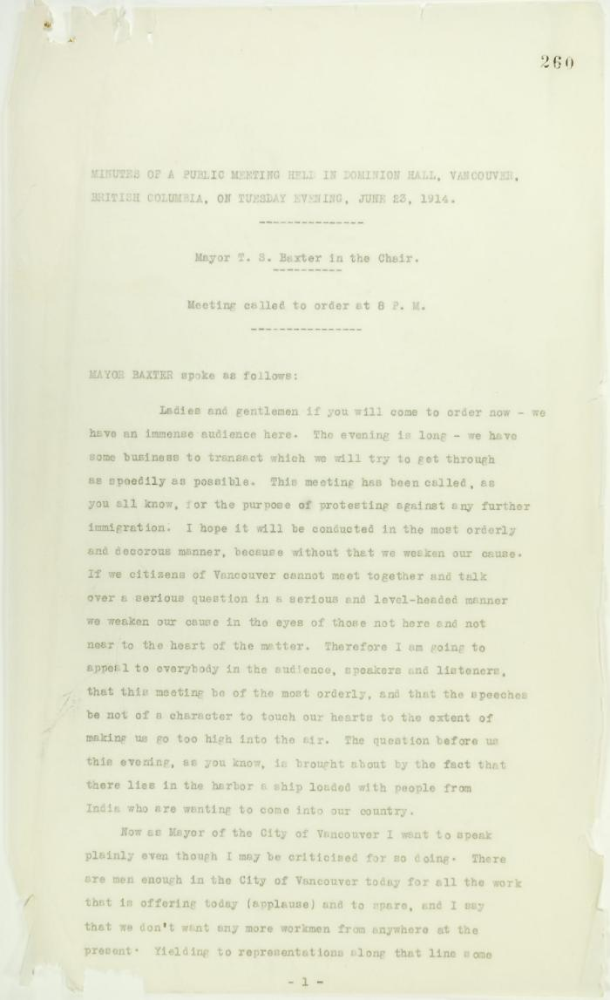 260
MINUTES OF A PUBLIC MEETING HELD IN DOMINION HALL, VANCOUVER,
BRITISH COLUMBIA, ON TUESDAY EVENING, JUNE 23, 1914.
---------------
Mayor T. S. Baxter in the Chair.
----------
Meeting called to order at 8 P. M.
----------------
MAYOR BAXTER spoke as follows:
Ladies and gentlemen if you will come to order now - we
have an immense audience here. The evening is long - we have
some business to transact which we will try to get through
as speedily as possible. This meeting has been called, as
you all know, for the purpose of protesting against any further
immigration. I hope it will be conducted in the most orderly
and decorous manner, because without that we weaken our cause.
If we citizens of Vancouver cannot meet together and talk
over a serious question in a serious and level-headed manner
we weaken our cause in the eyes of those not here and not
near to the heart of the matter. Therefore I am going to
appeal to everybody in the audience, speakers and listeners,
that this meeting be of the most orderly, and that the speeches
be not of a character to touch our hearts to the extent of
making us go too high into the air. The question before us
this evening, as you know, is brought about by the fact that
there lies in the harbor a ship loaded with people from
India who are wanting to come into our country.
Now as Mayor of the City of Vancouver I want to speak
plainly even though I may be criticised for so doing. There
are men enough in the City of Vancouver today for all the work
that is offering today (applause) and to spare, and I say
that we don't want any more workmen from anywhere at the
present. Yielding to representations along that line some
- 1 -